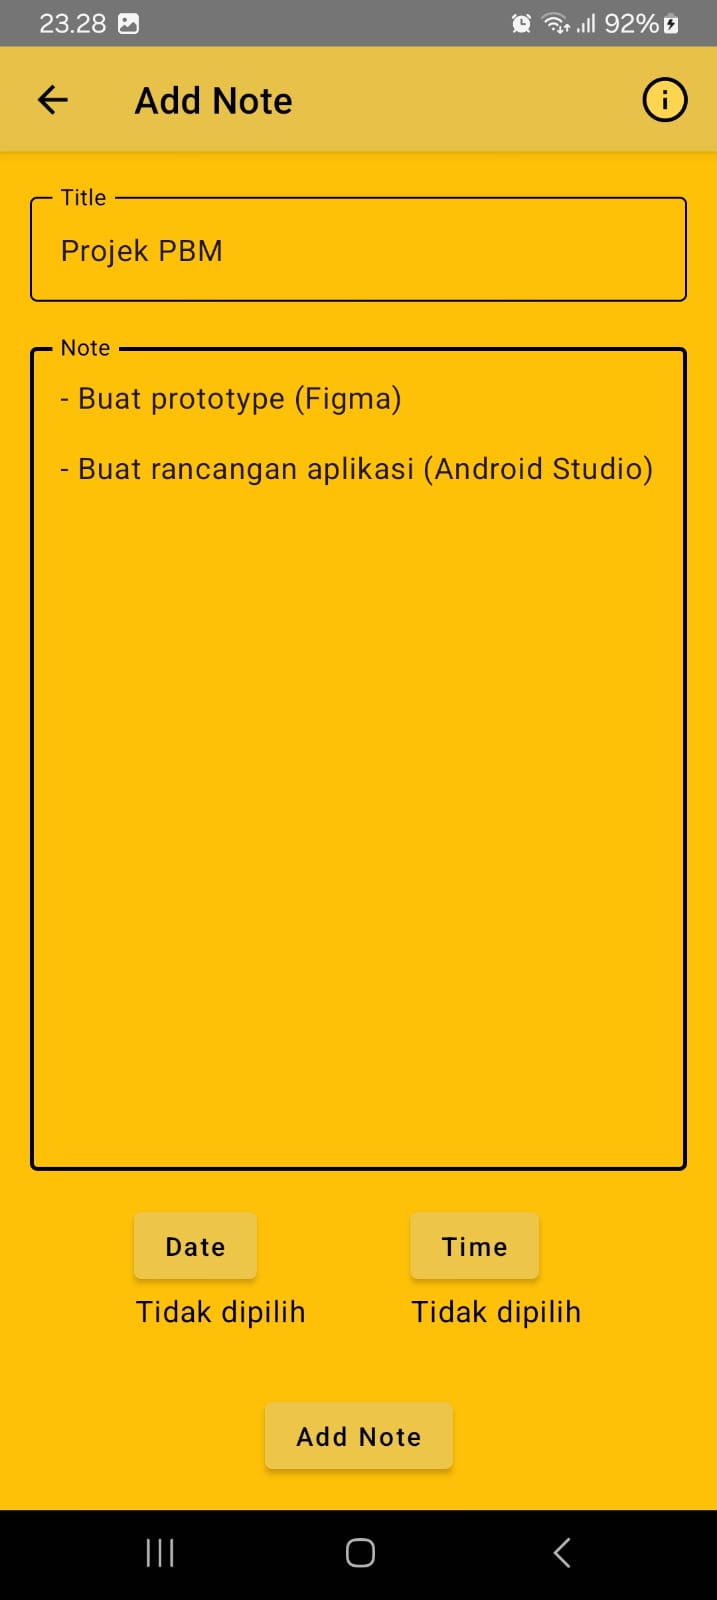 23.28 92%
Add Note
Title
Projek PBM
Note
- Buat prototype (Figma)
- Buat rancangan aplikasi (Android Studio)
Date Time
Tidak dipilih Tidak dipilih
Add Note